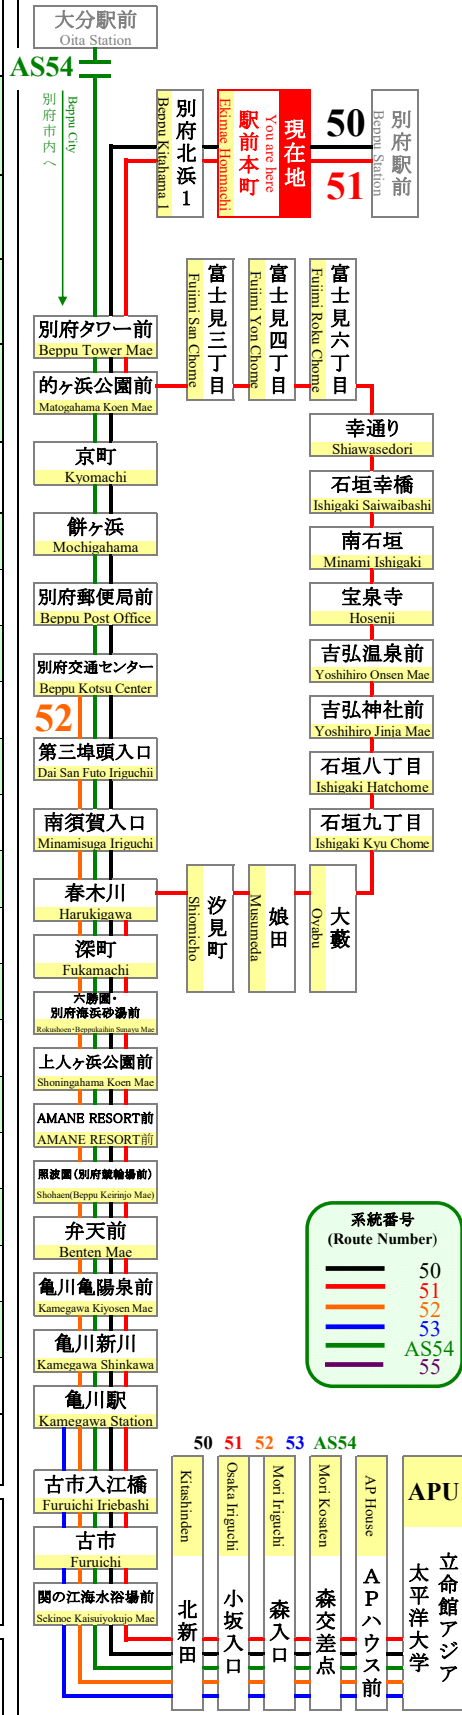 大分駅前
Oita Station
AS54
Beppu City
別府市内へ
別府北浜1
Beppu Kitahama 1
現在地
You are here
駅前本町
Ekimae Honmachi
50
51
別府駅前
Beppu Station
別府タワー前
Beppu Tower Mae
的ヶ浜公園前
Matogahama Koen Mae
富士見三丁目
Fujimi San Chome
富士見四丁目
Fujimi Yon Chome
富士見六丁目
Fujimi Roku Chome
幸通り
Shiawasedori
石垣幸橋
Ishigaki Saiwaibashi
南石垣
Minami Ishigaki
宝泉寺
Hosenji
吉弘温泉前
Yoshihiro Onsen Mae
吉弘神社前
Yoshihiro Jinja Mae
石垣八丁目
Ishigaki Hatchome
石垣九丁目
Ishigaki Kyu Chome
大藪
Oyabu
娘田
Musumeda
汐見町
Shiomicho
京町
Kyomachi
餅ヶ浜
Mochigahama
別府郵便局前
Beppu Post Office
別府交通センター
Beppu Kotsu Center
52
第三埠頭入口
Dai San Futo Iriguchii
南須賀入口
Minamisuga Iriguchi
春木川
Harukigawa
深町
Fukamachi
六勝園・
別府海浜砂湯前
Rokushoen・Beppukaihin Sunayu Mae
上人ヶ浜公園前
Shoningahama Koen Mae
AMANE RESORT前
AMANE RESORT前
照波園(別府競輪場前)
Shohaen(Beppu Keirinjo Mae)
弁天前
Benten Mae
亀川亀陽泉前
Kamegawa Kiyosen Mae
亀川新川
Kamegawa Shinkawa
亀川駅
Kamegawa Station
古市入江橋
Furuichi Iriebashi
古市
Furuichi
関の江海水浴場前
Sekinoe Kaisuiyokujo Mae
系統番号
(Route Number)
50
51
52
53
AS54
55
50 51 52 53 AS54
Kitashinden
北新田
Osaka Iriguchi
小坂入口
Mori Iriguchi
森入口
Mori Kosaten
森交差点
AP House
APハウス前
APU
立命館アジア
太平洋大学